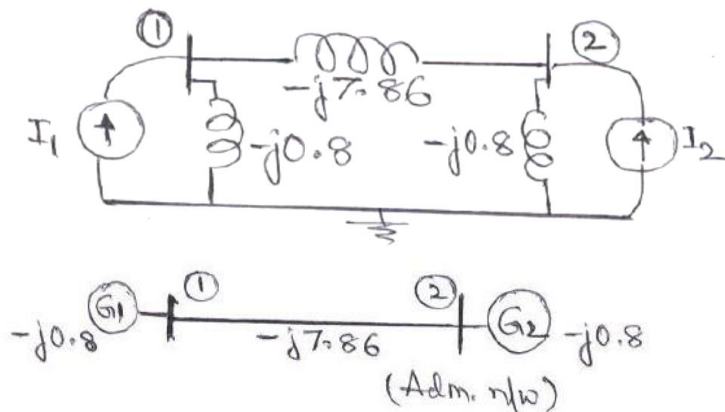 ① ②
-j7.86
I1 -j0.8 -j0.8 I2
① ②
-j0.8 G1 -j7.86 G2 -j0.8
(Adm. n/w)